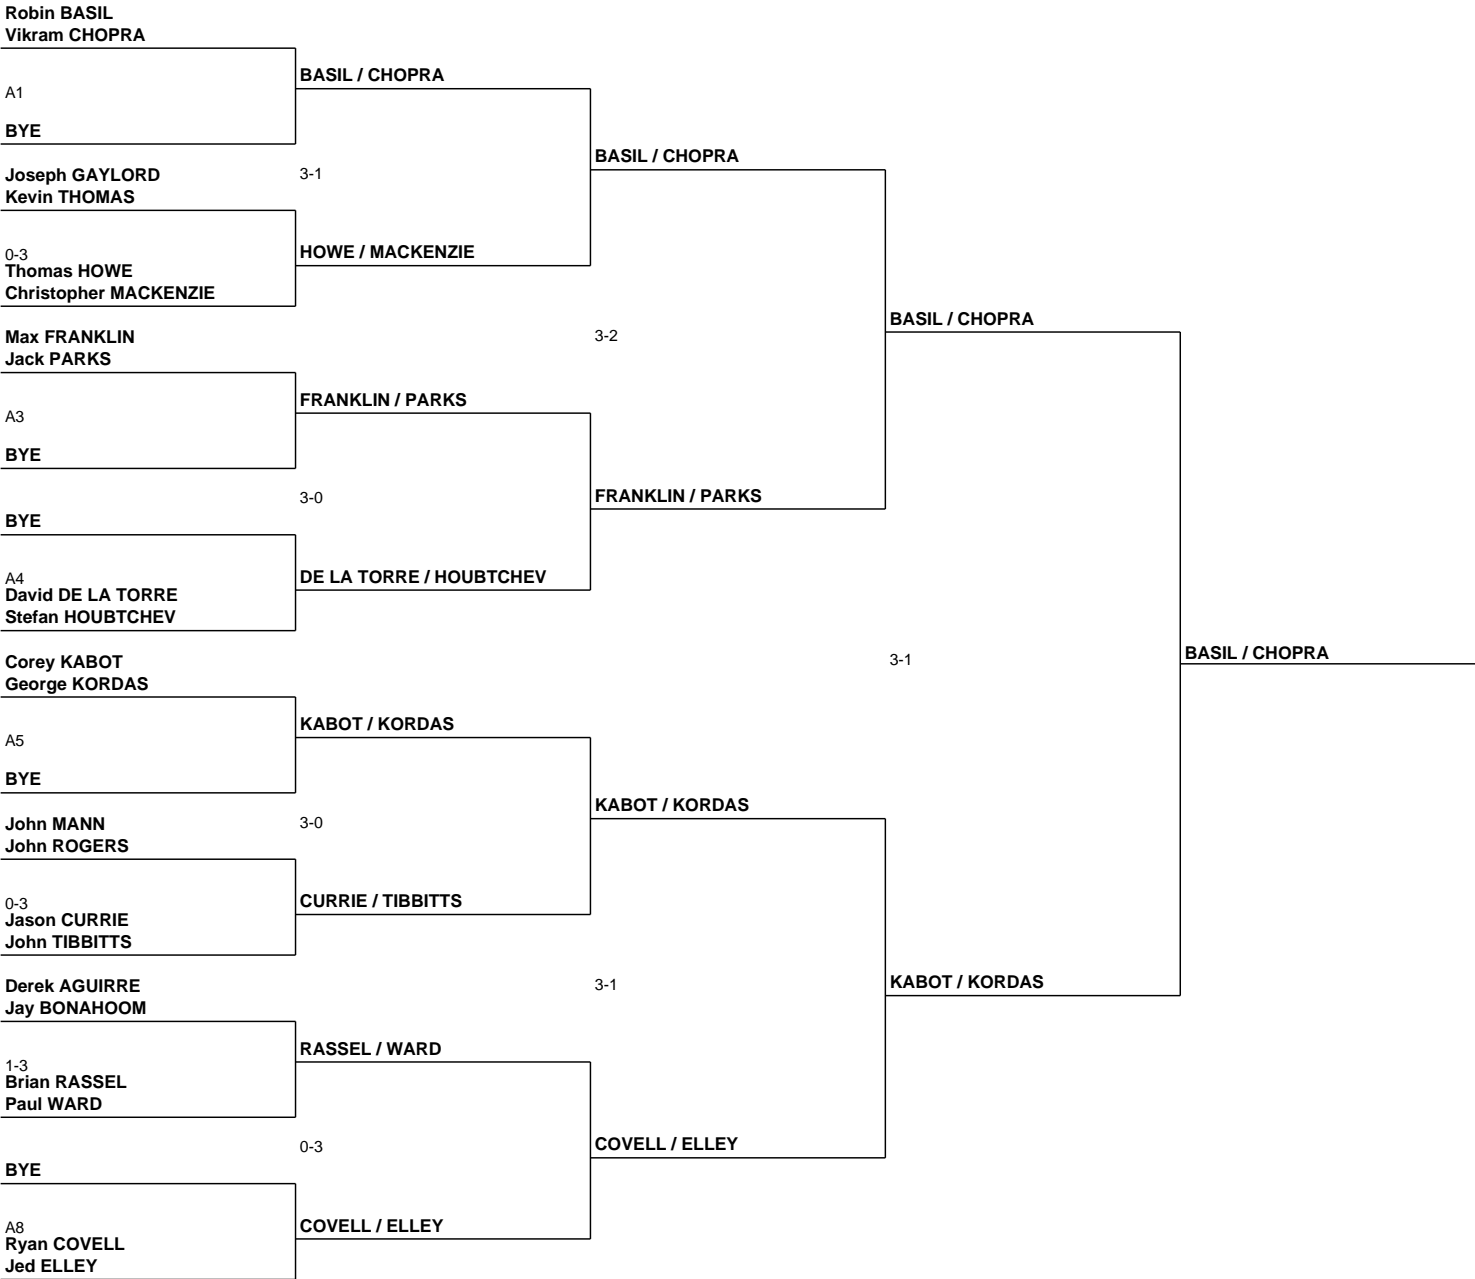 Robin BASIL
Vikram CHOPRA
BASIL / CHOPRA
A1
BYE
BASIL / CHOPRA
Joseph GAYLORD
3-1
Kevin THOMAS
HOWE / MACKENZIE
0-3
Thomas HOWE
Christopher MACKENZIE
BASIL / CHOPRA
Max FRANKLIN
3-2
Jack PARKS
FRANKLIN / PARKS
A3
BYE
3-0
FRANKLIN / PARKS
BYE
DE LA TORRE / HOUBTCHEV
A4
David DE LA TORRE
Stefan HOUBTCHEV
BASIL / CHOPRA
Corey KABOT
3-1
George KORDAS
KABOT / KORDAS
A5
BYE
KABOT / KORDAS
John MANN
3-0
John ROGERS
CURRIE / TIBBITTS
0-3
Jason CURRIE
John TIBBITTS
KABOT / KORDAS
Derek AGUIRRE
3-1
Jay BONAHOOM
RASSEL / WARD
1-3
Brian RASSEL
Paul WARD
0-3
COVELL / ELLEY
BYE
COVELL / ELLEY
A8
Ryan COVELL
Jed ELLEY